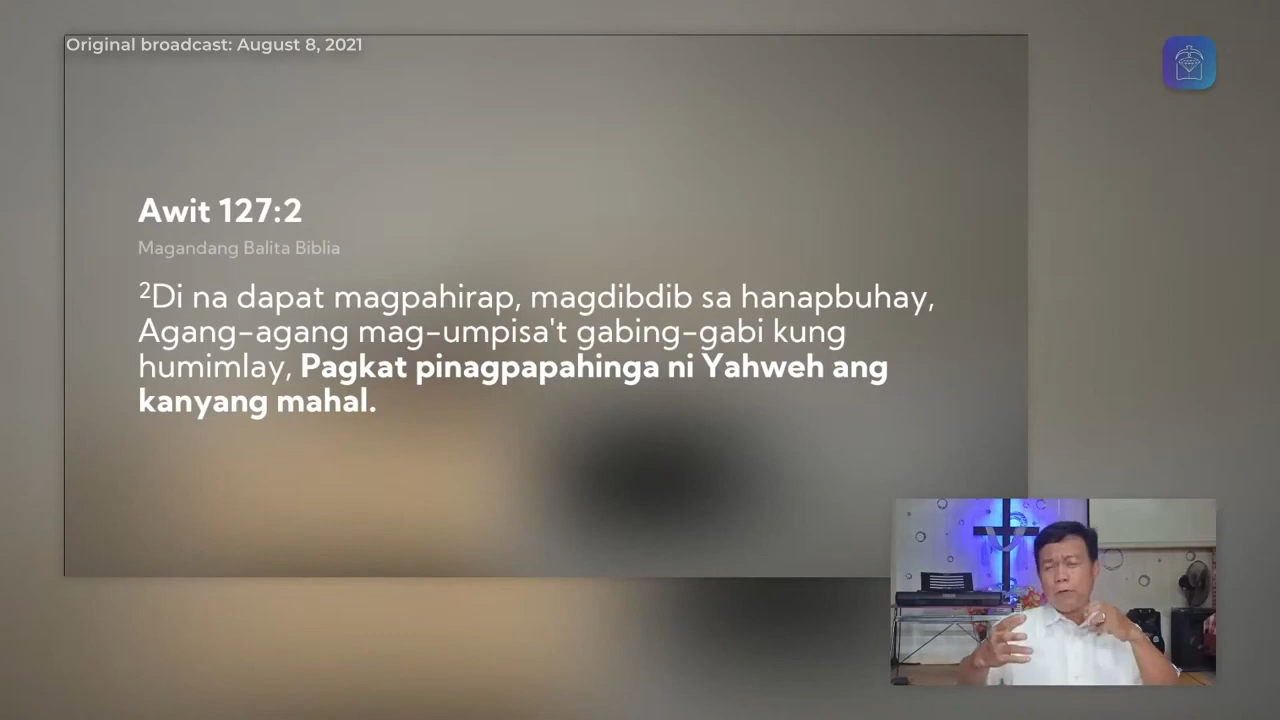 Original broadcast: August 8, 2021
Awit 127:2
Magandang Balita Biblia
²Di na dapat magpahirap, magdibdib sa hanapbuhay,
Agang-agang mag-umpisa't gabing-gabi kung
humimlay, Pagkat pinagpapahinga ni Yahweh ang
kanyang mahal.